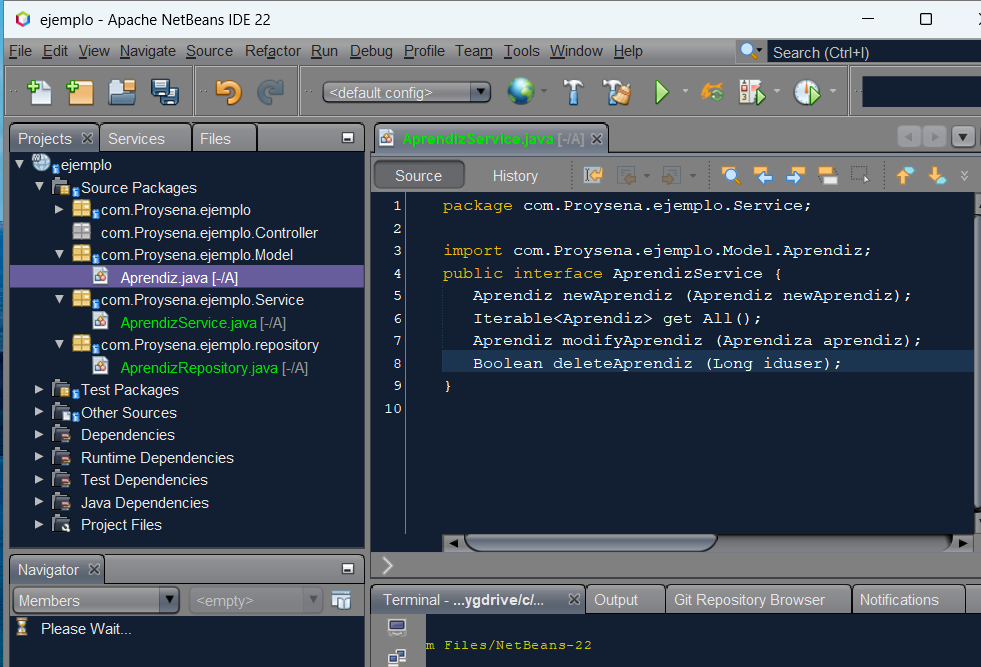 ejemplo - Apache NetBeans IDE 22
File Edit View Navigate Source Refactor Run Debug Profile Team Tools Window Help
Search (Ctrl+I)
<default config>
Projects Services Files
ejemplo
Source Packages
com.Proysena.ejemplo
com.Proysena.ejemplo.Controller
com.Proysena.ejemplo.Model
Aprendiz.java [-/A]
com.Proysena.ejemplo.Service
AprendizService.java [-/A]
com.Proysena.ejemplo.repository
AprendizRepository.java [-/A]
Test Packages
Other Sources
Dependencies
Runtime Dependencies
Test Dependencies
Java Dependencies
Project Files
Navigator
Members <empty>
Please Wait...
AprendizService.java [-/A]
Source History
1 package com.Proysena.ejemplo.Service;
2
3 import com.Proysena.ejemplo.Model.Aprendiz;
4 public interface AprendizService {
5 Aprendiz newAprendiz (Aprendiz newAprendiz);
6 Iterable<Aprendiz> get All();
7 Aprendiz modifyAprendiz (Aprendiza aprendiz);
8 Boolean deleteAprendiz (Long iduser);
9 }
10
Terminal - ...ygdrive/c/... Output Git Repository Browser Notifications
m Files/NetBeans-22